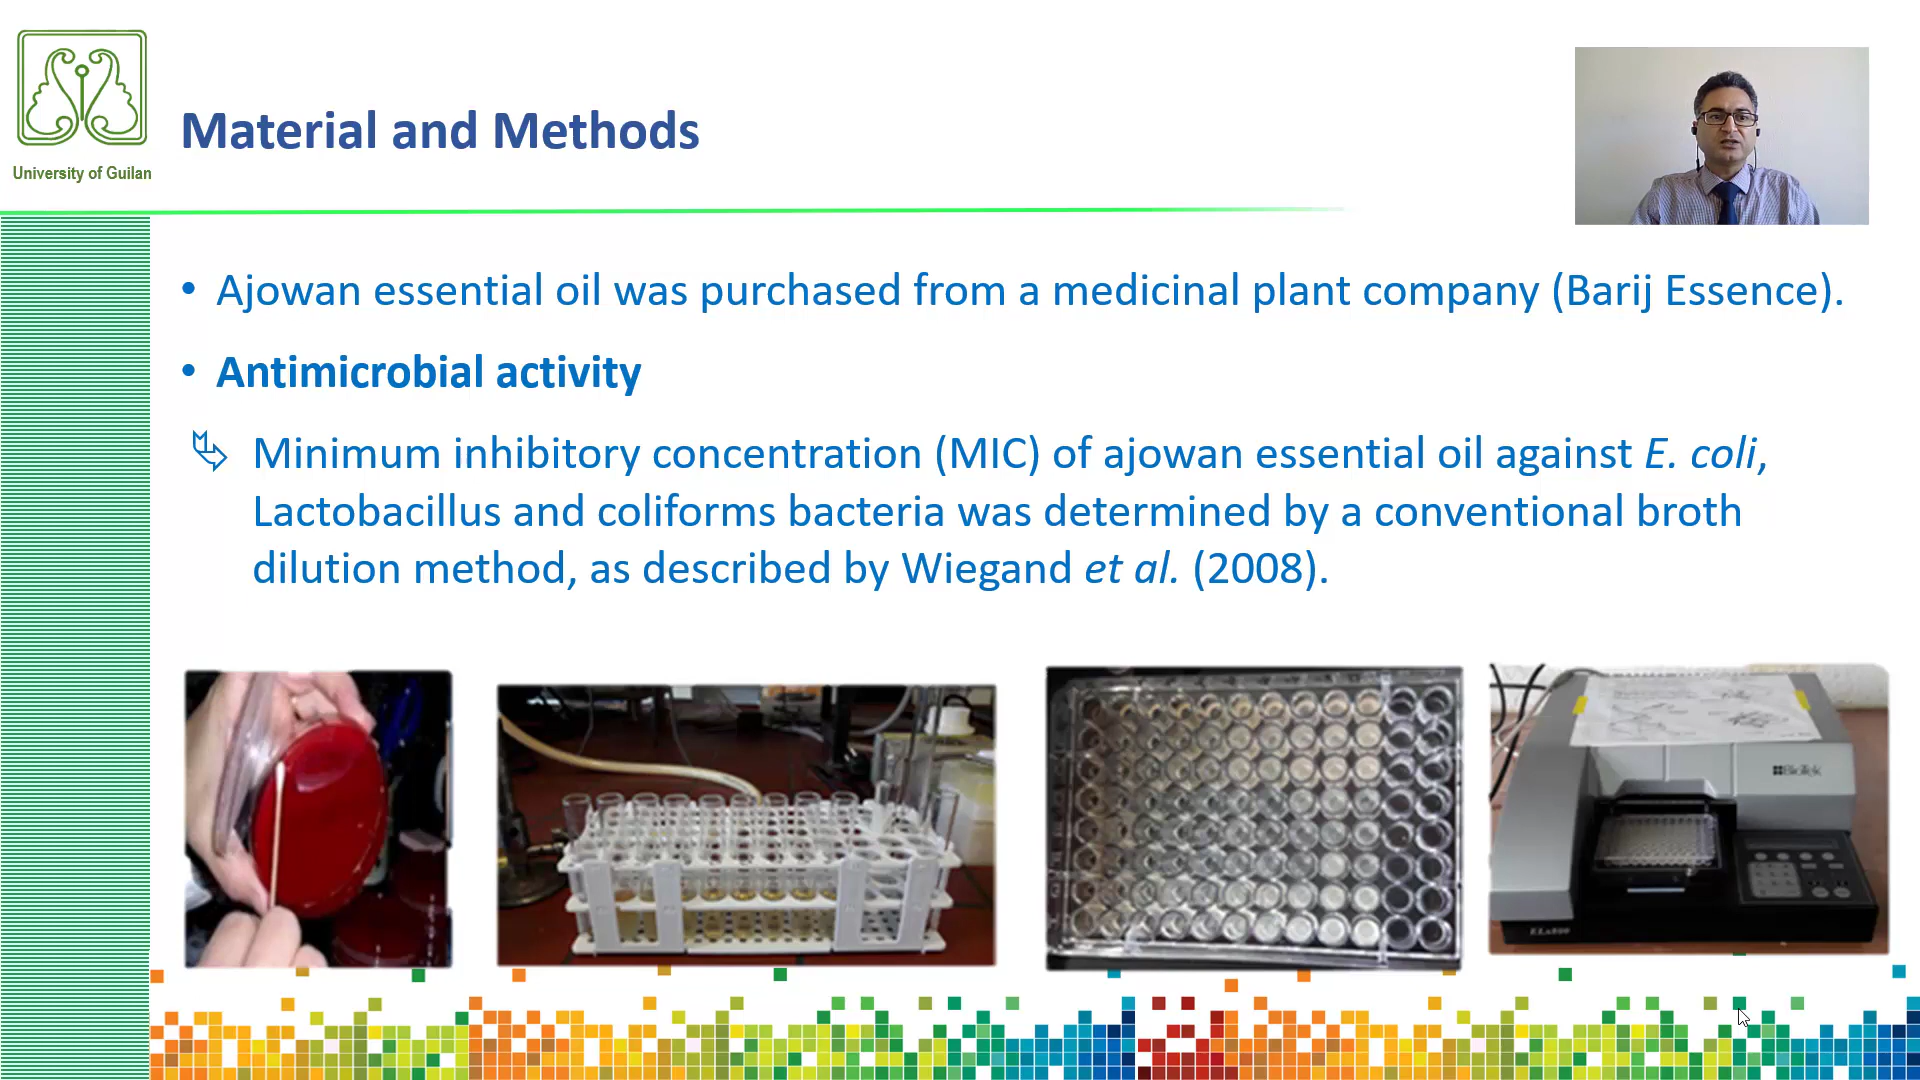 University of Guilan
Material and Methods
• Ajowan essential oil was purchased from a medicinal plant company (Barij Essence).
• Antimicrobial activity
Minimum inhibitory concentration (MIC) of ajowan essential oil against E. coli,
Lactobacillus and coliforms bacteria was determined by a conventional broth
dilution method, as described by Wiegand et al. (2008).
BioTek
ELx800